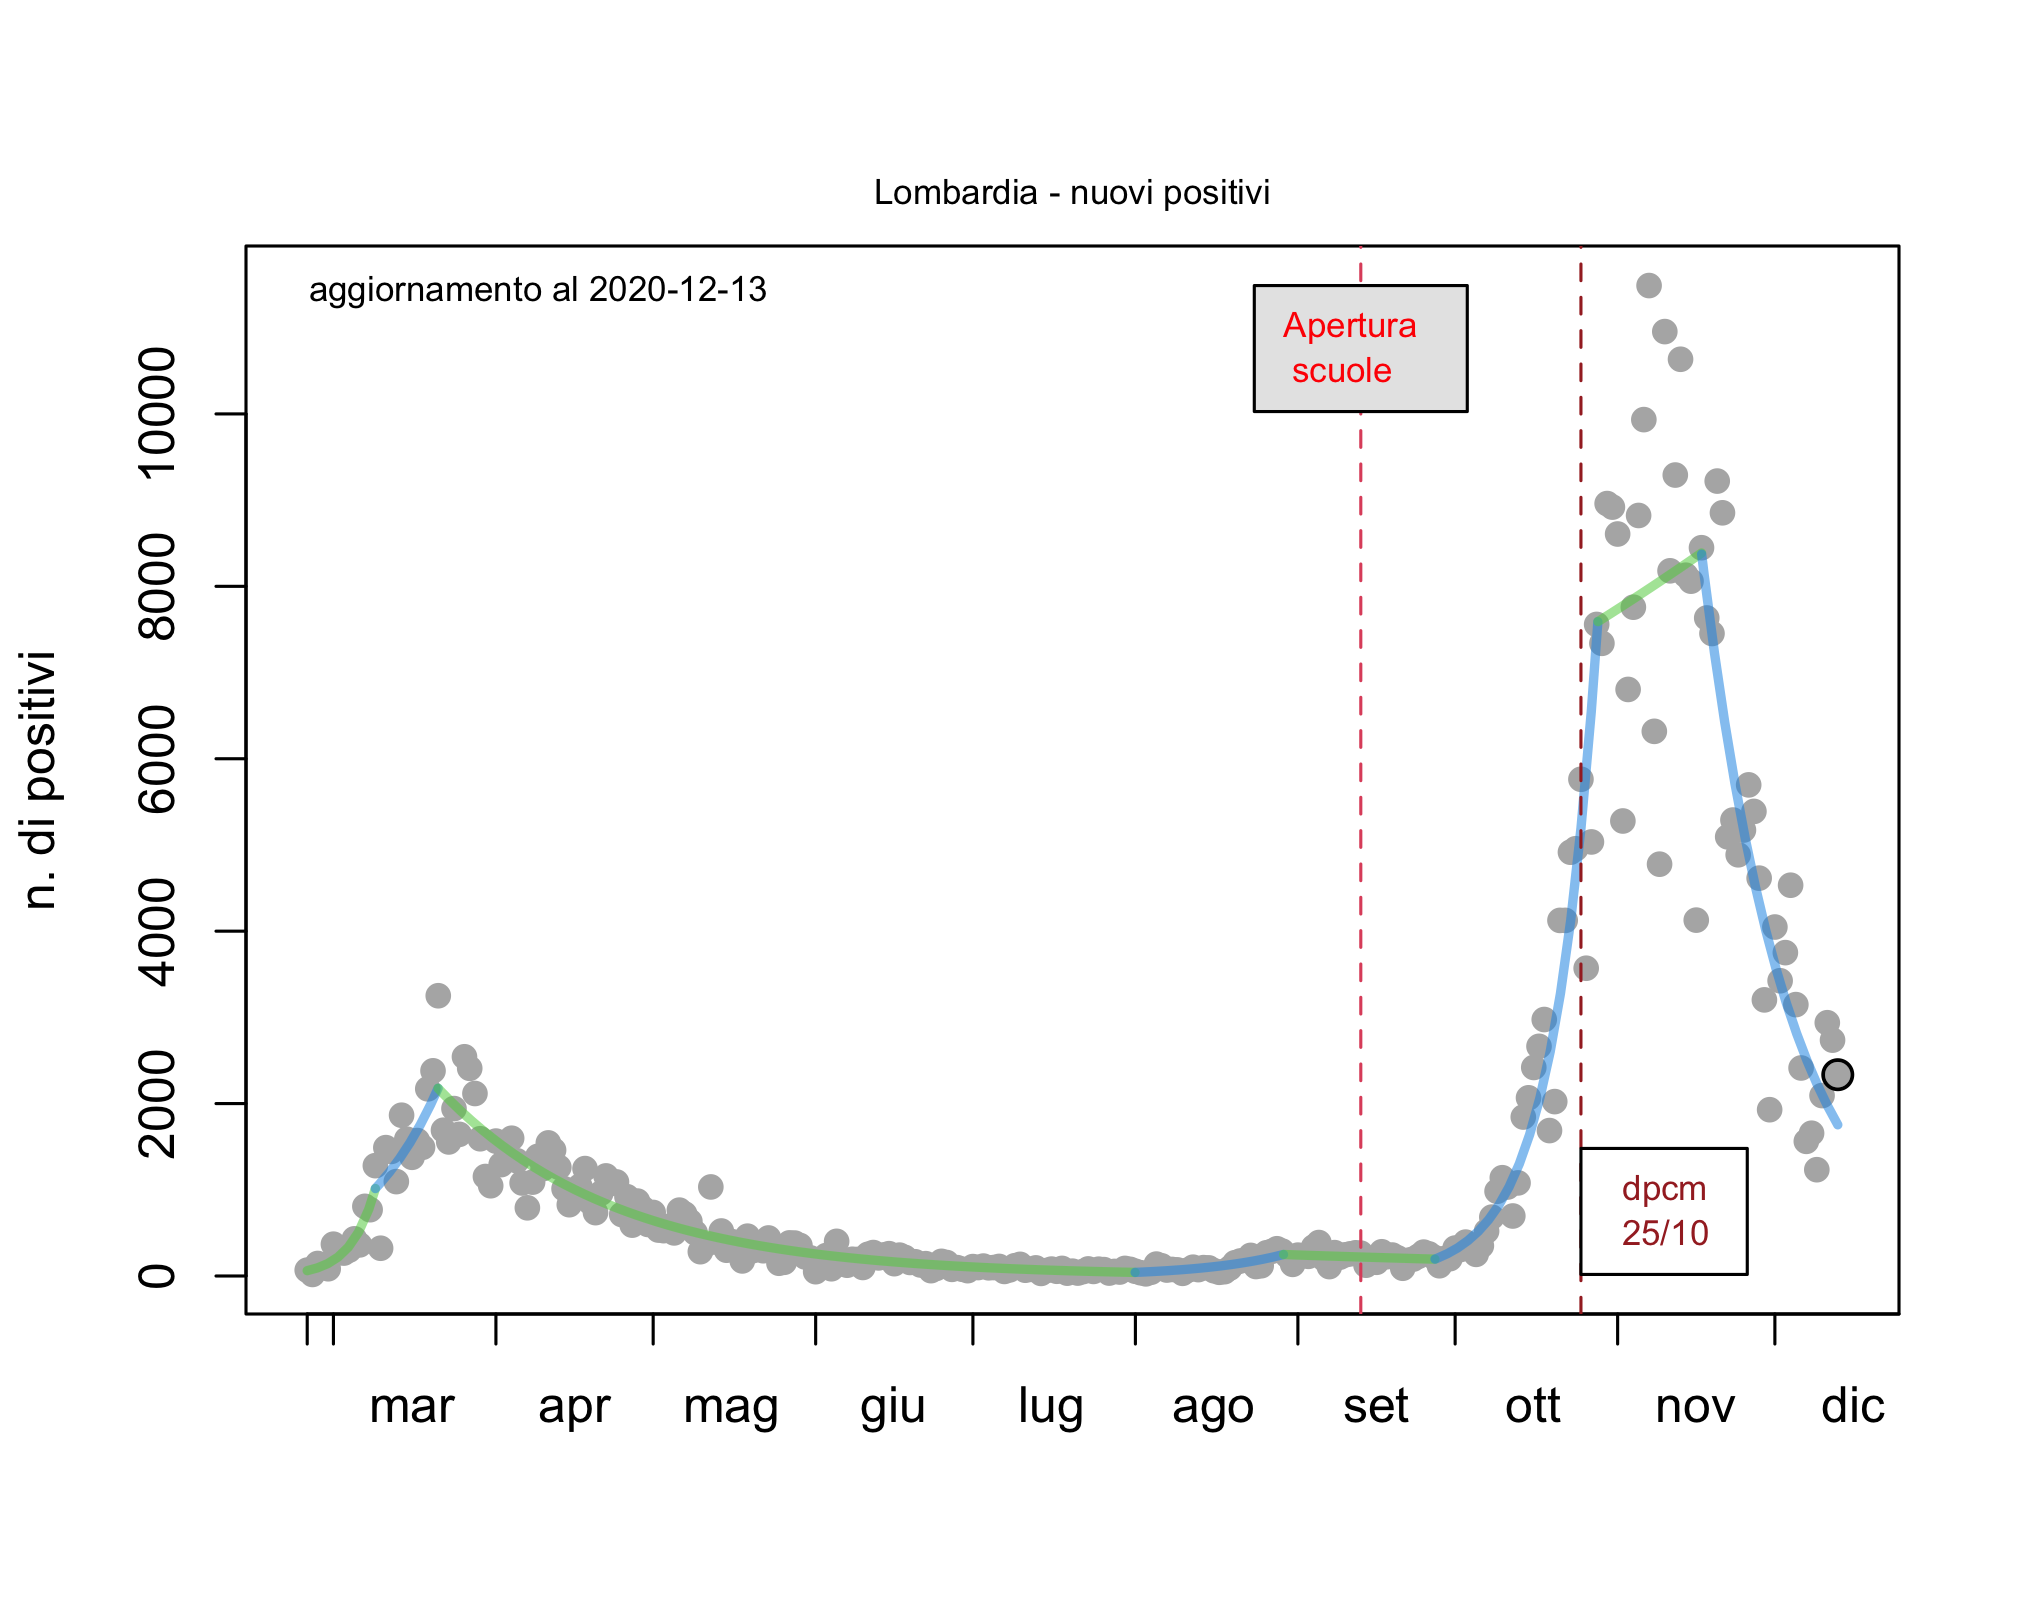 Lombardia - nuovi positivi
aggiornamento al 2020-12-13
Apertura
scuole
n. di positivi
10000
8000
6000
4000
2000
0
dpcm
25/10
mar apr mag giu lug ago set ott nov dic